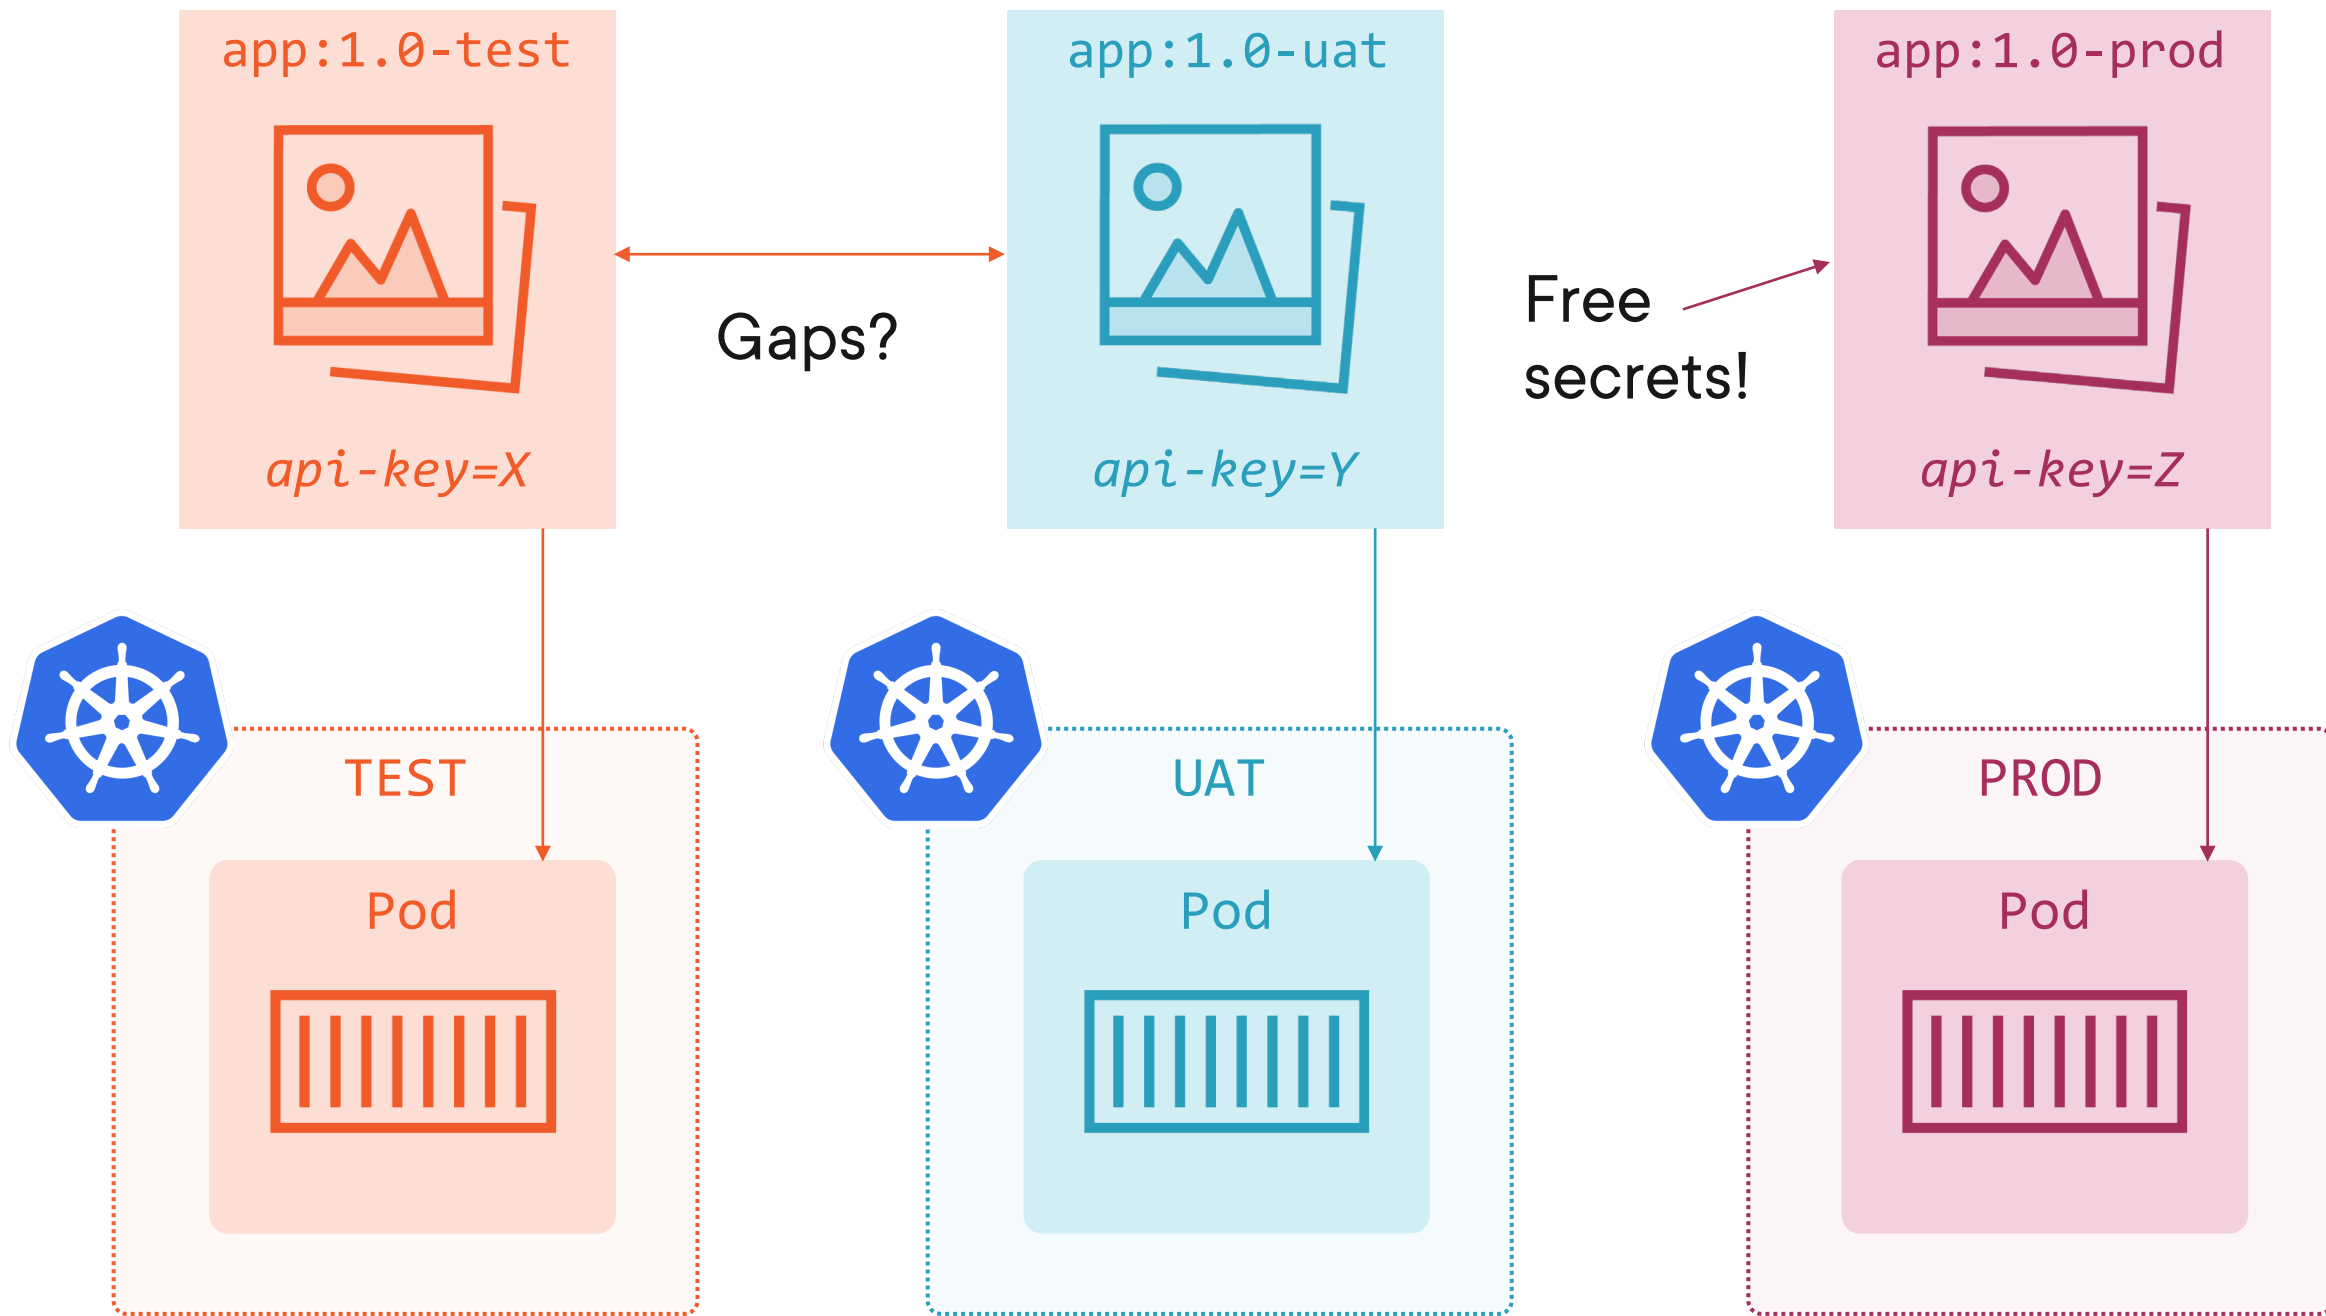 app:1.0-test
app:1.0-uat
app:1.0-prod
Gaps?
Free
secrets!
api-key=X
api-key=Y
api-key=Z
TEST
UAT
PROD
Pod
Pod
Pod